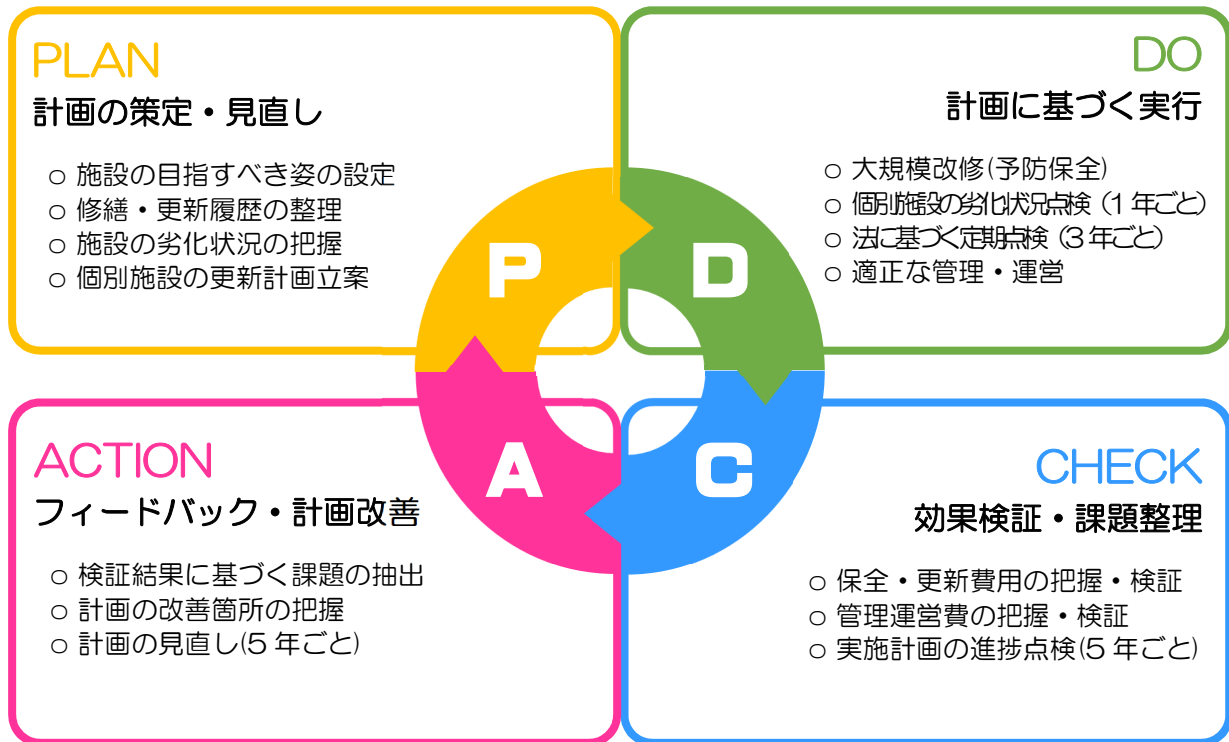 PLAN
計画の策定・見直し
○ 施設の目指すべき姿の設定
○ 修繕・更新履歴の整理
○ 施設の劣化状況の把握
○ 個別施設の更新計画立案
DO
計画に基づく実行
○ 大規模改修(予防保全)
○ 個別施設の劣化状況点検（1年ごと）
○ 法に基づく定期点検（3年ごと）
○ 適正な管理・運営
P
D
A
C
ACTION
フィードバック・計画改善
○ 検証結果に基づく課題の抽出
○ 計画の改善箇所の把握
○ 計画の見直し(5年ごと)
CHECK
効果検証・課題整理
○ 保全・更新費用の把握・検証
○ 管理運営費の把握・検証
○ 実施計画の進捗点検(5年ごと)